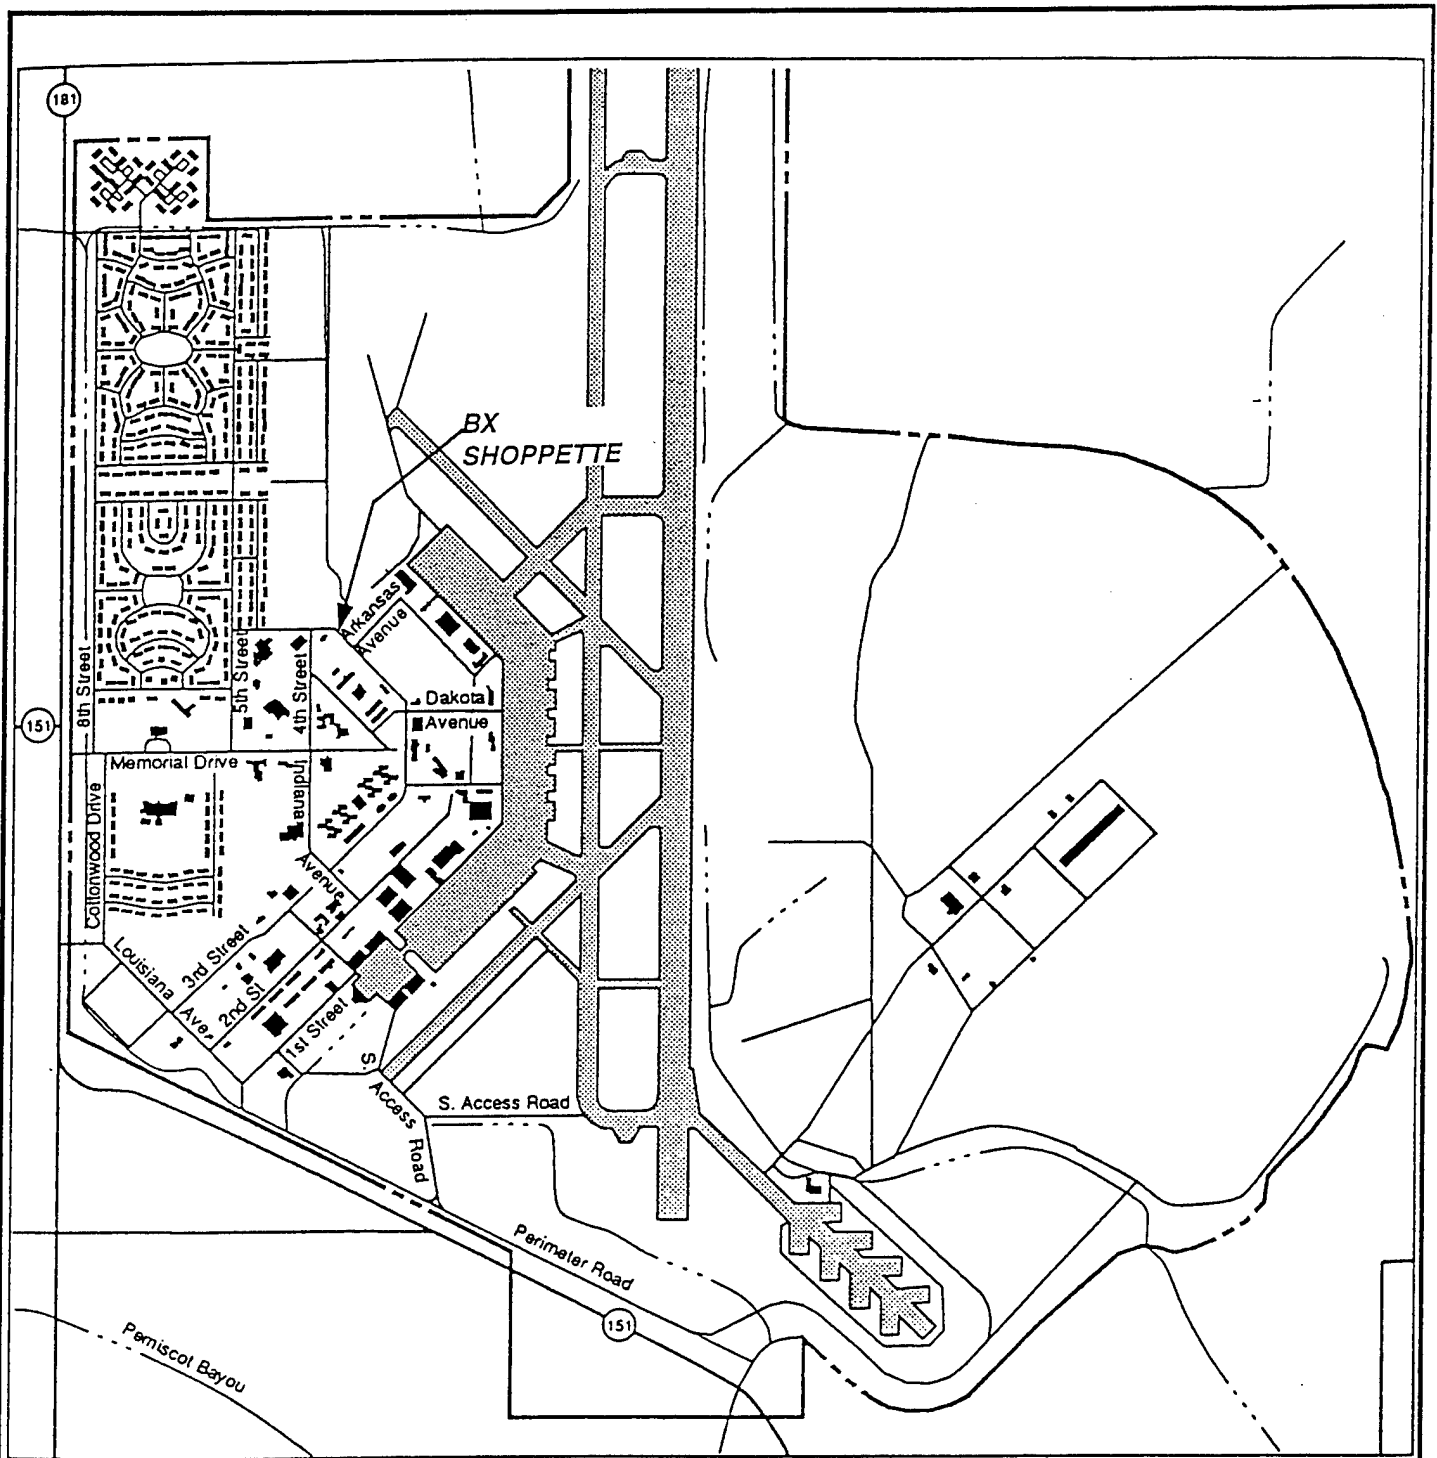 181
BX
SHOPPETTE
Arkansas
Avenue
8th Street
5th Street
4th Street
Dakota
Avenue
151
Memorial Drive
Indiana
Avenue
Cottonwood Drive
Louisiana
Ave.
3rd Street
2nd St
1st Street
S.
Access
Road
S. Access Road
Perimeter Road
151
Pemiscot Bayou